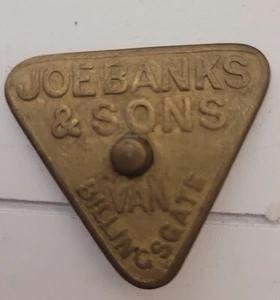 JOE BANKS
& SONS
VAN
BILLINGSGATE